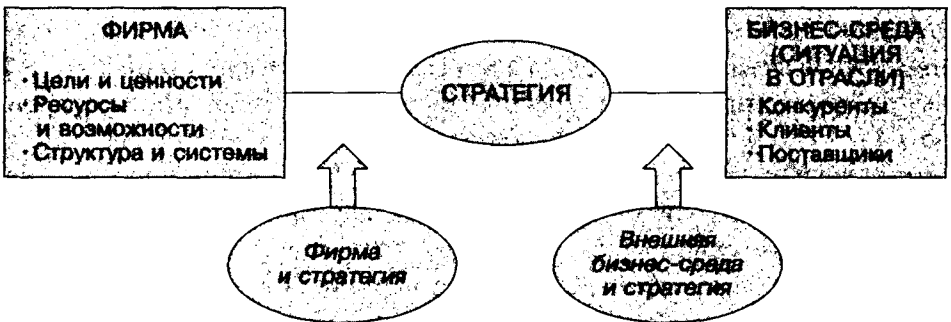 ФИРМА
· Цели и ценности
· Ресурсы
и возможности
· Структура и системы
СТРАТЕГИЯ
БИЗНЕС-СРЕДА
(СИТУАЦИЯ
В ОТРАСЛИ)
· Конкуренты
· Клиенты
· Поставщики
Фирма
и стратегия
Внешняя
бизнес-среда
и стратегия